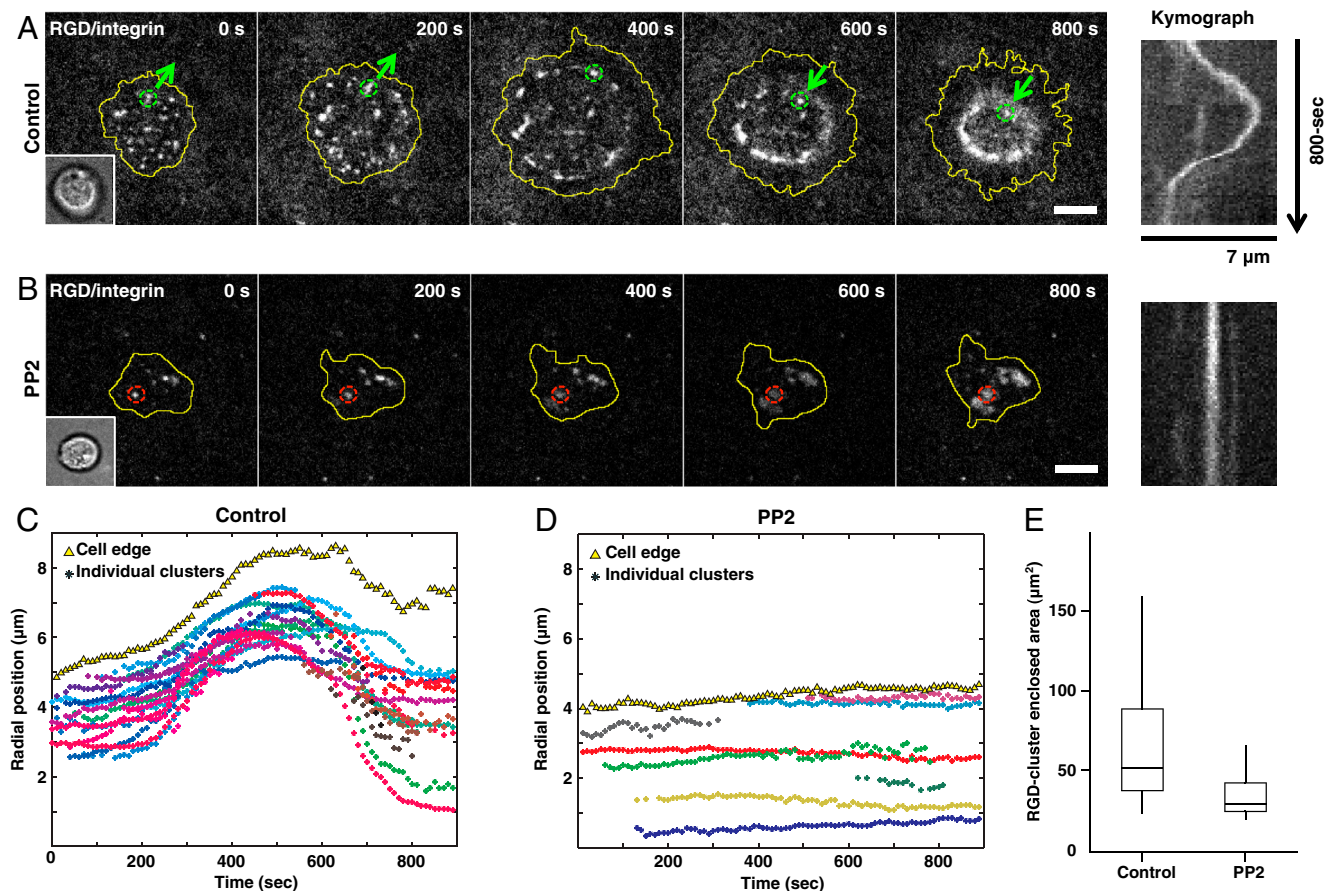 A
RGD/integrin
0 s
200 s
400 s
600 s
800 s
Kymograph
Control
800-sec
7 µm
B
RGD/integrin
0 s
200 s
400 s
600 s
800 s
PP2
C
Control
Cell edge
Individual clusters
Radial position (µm)
8
6
4
2
0
200
400
600
800
Time (sec)
D
PP2
Cell edge
Individual clusters
Radial position (µm)
8
6
4
2
200
400
600
800
Time (sec)
E
RGD-cluster enclosed area (µm²)
150
100
50
0
Control
PP2